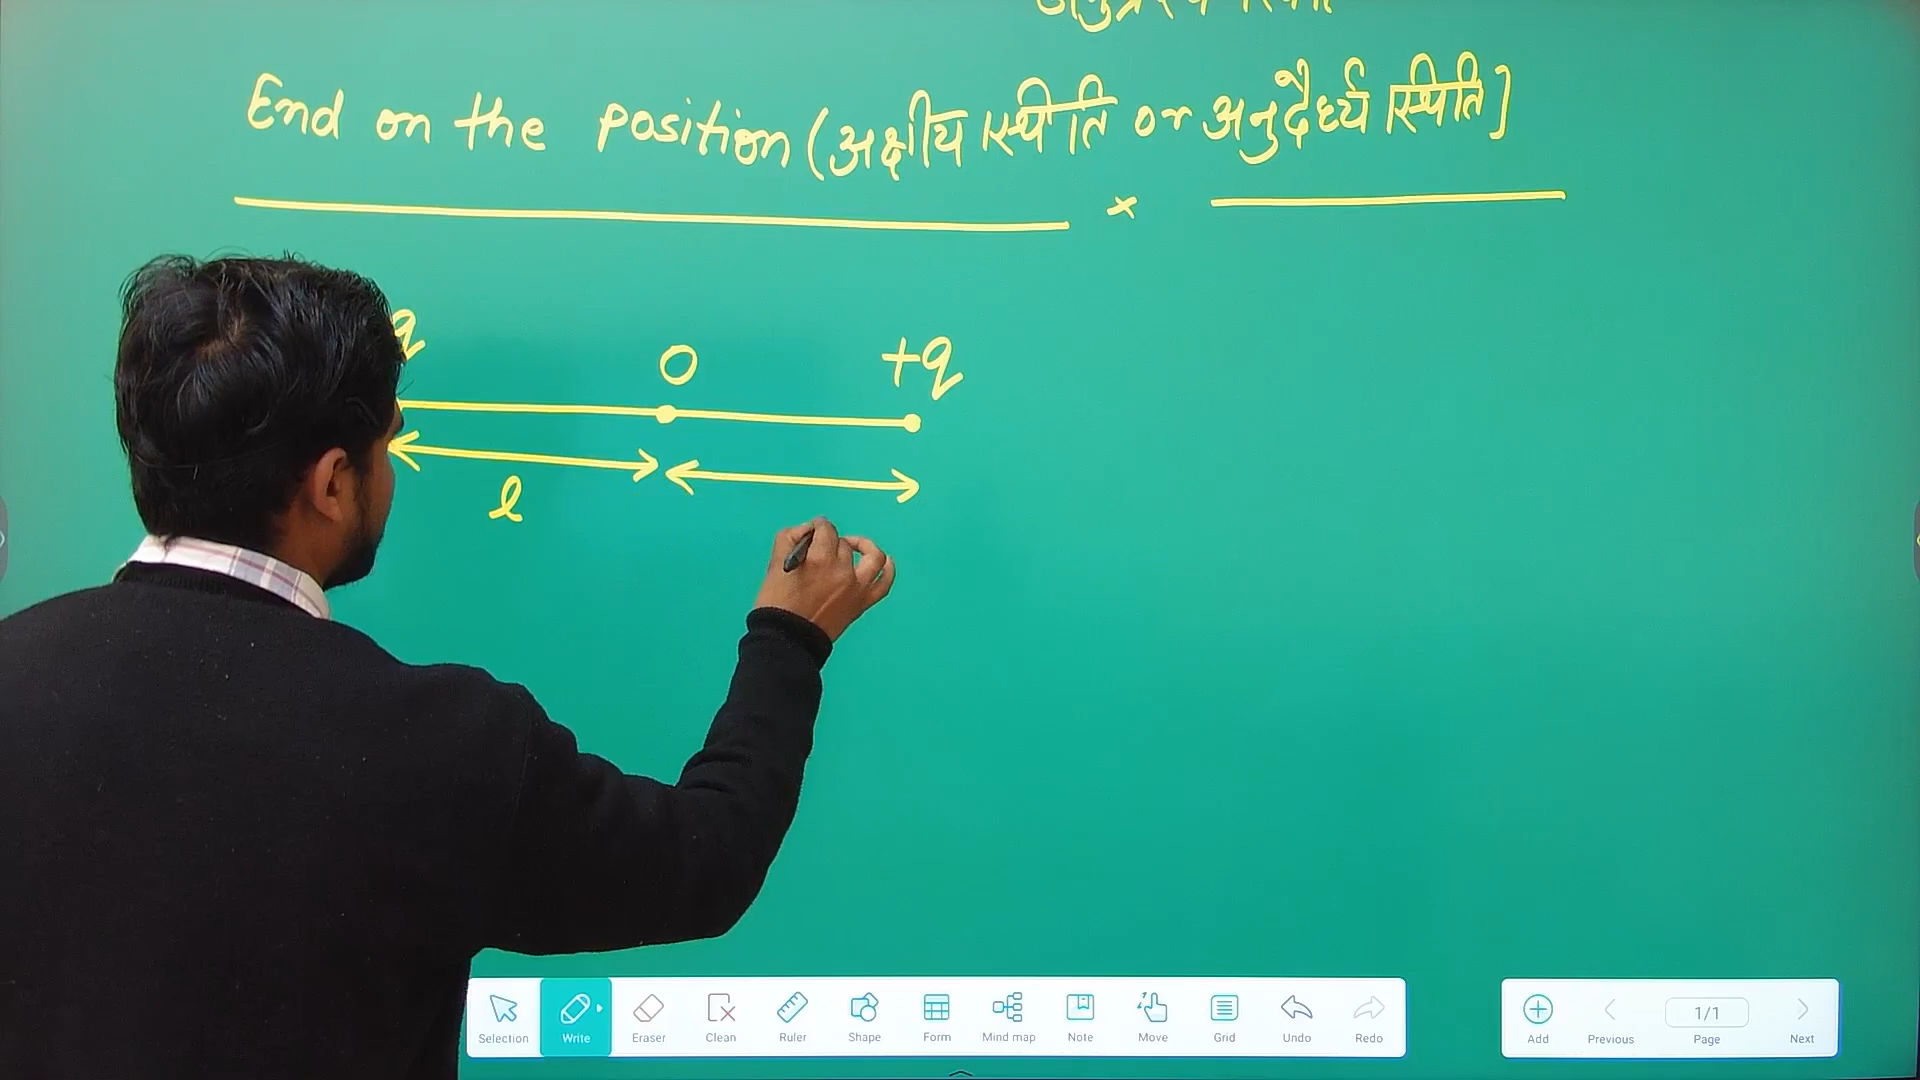 End on the position (अक्षीय स्थीति or अनुदैर्ध्य स्थिति]
x
q O +q
l
Selection Write Eraser Clean Ruler Shape Form Mind map Note Move Grid Undo Redo
Add Previous 1/1 Page Next